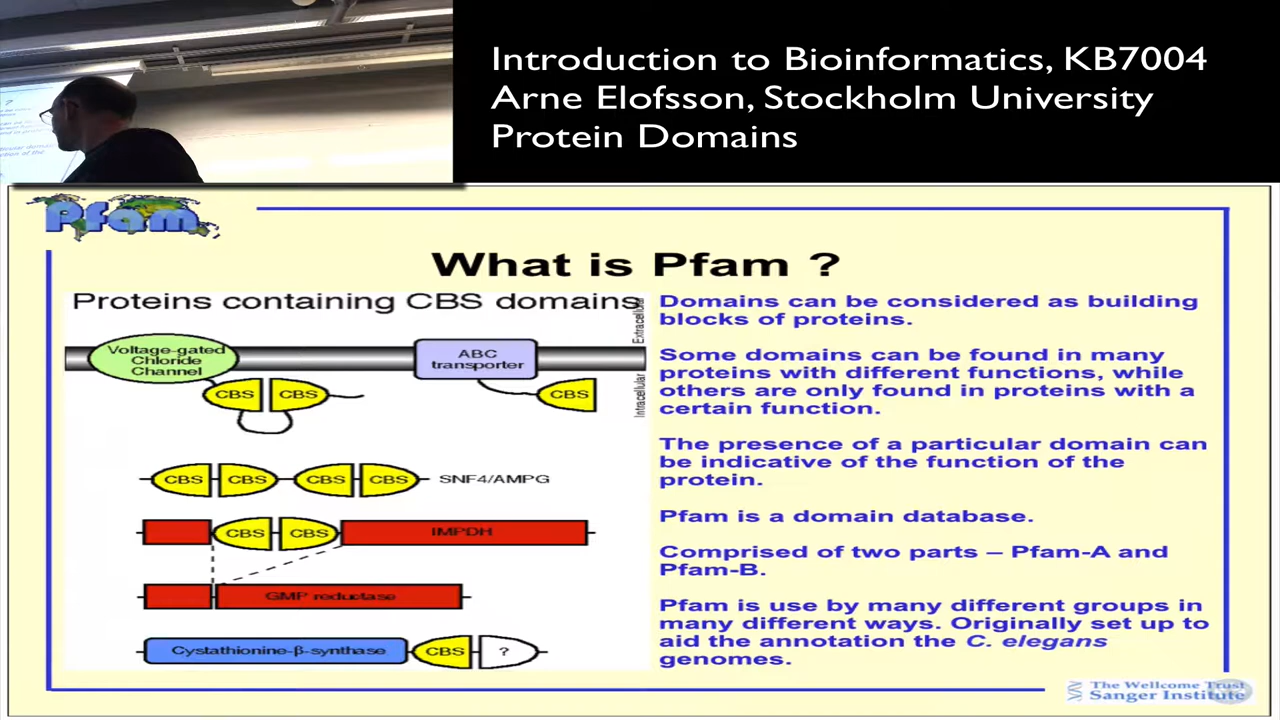 Introduction to Bioinformatics, KB7004
Arne Elofsson, Stockholm University
Protein Domains
Pfam
What is Pfam ?
Proteins containing CBS domains
Extracellular
Voltage-gated
Chloride
Channel
ABC
transporter
Intracellular
CBS CBS
CBS
CBS CBS CBS CBS SNF4/AMPG
CBS CBS IMPDH
GMP reductase
Cystathionine-β-synthase CBS ?
Domains can be considered as building
blocks of proteins.
Some domains can be found in many
proteins with different functions, while
others are only found in proteins with a
certain function.
The presence of a particular domain can
be indicative of the function of the
protein.
Pfam is a domain database.
Comprised of two parts – Pfam-A and
Pfam-B.
Pfam is use by many different groups in
many different ways. Originally set up to
aid the annotation the C. elegans
genomes.
The Wellcome Trust
Sanger Institute